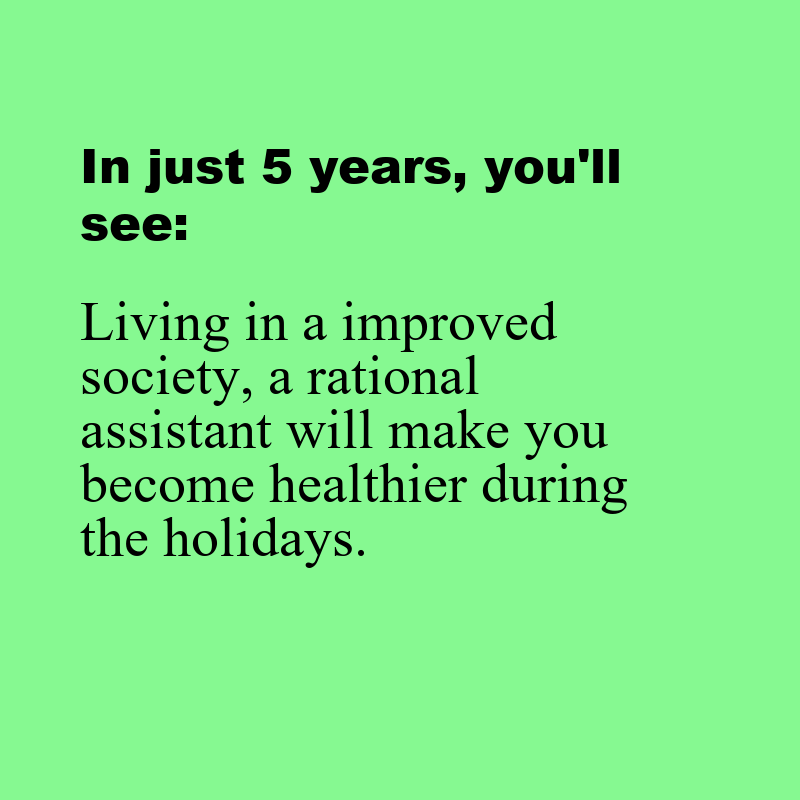 In just 5 years, you'll
see:
Living in a improved
society, a rational
assistant will make you
become healthier during
the holidays.